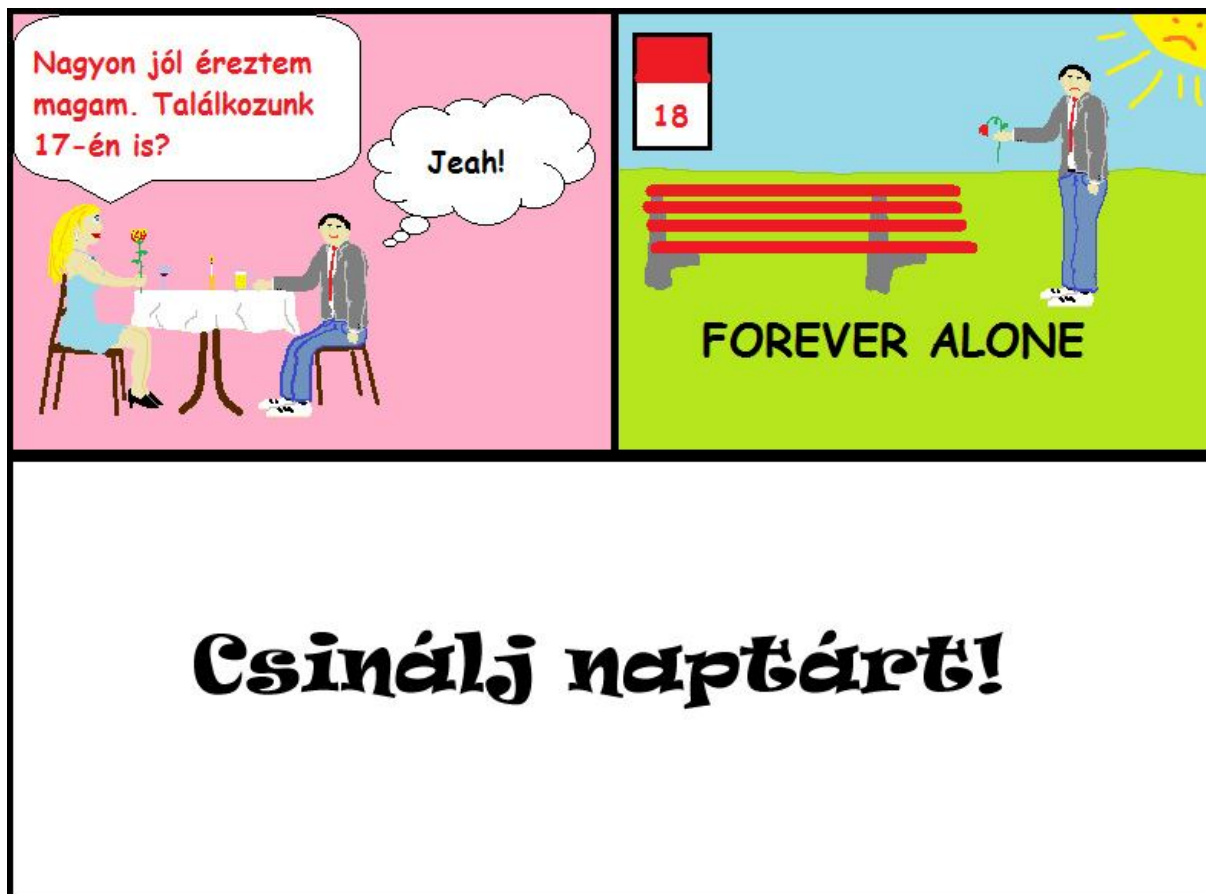 Nagyon jól éreztem
magam. Találkozunk
17-én is?
Jeah!
18
FOREVER ALONE
Csinálj naptárt!